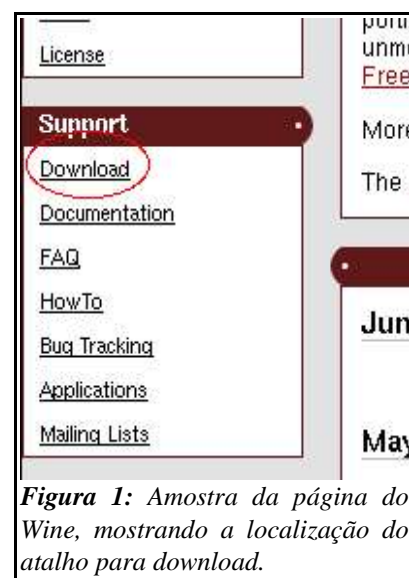 License
Support
Download
Documentation
FAQ
HowTo
Bug Tracking
Applications
Mailing Lists
Free
More
The
Jun
May
Figura 1: Amostra da página do
Wine, mostrando a localização do
atalho para download.